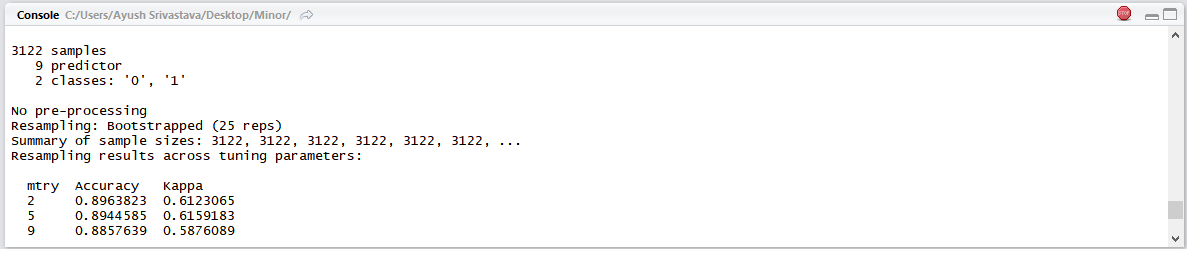 Console C:/Users/Ayush Srivastava/Desktop/Minor/
STOP
3122 samples
9 predictor
2 classes: '0', '1'
No pre-processing
Resampling: Bootstrapped (25 reps)
Summary of sample sizes: 3122, 3122, 3122, 3122, 3122, 3122, ...
Resampling results across tuning parameters:
mtry Accuracy Kappa
2 0.8963823 0.6123065
5 0.8944585 0.6159183
9 0.8857639 0.5876089